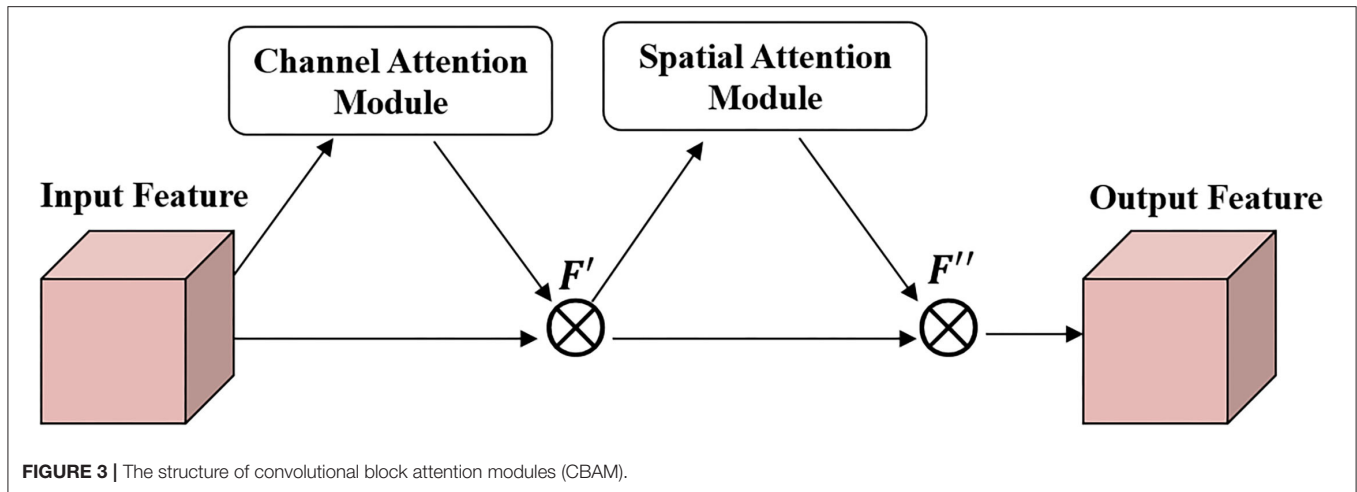 Channel Attention
Module
Spatial Attention
Module
Input Feature
Output Feature
F′
F′′
FIGURE 3 | The structure of convolutional block attention modules (CBAM).